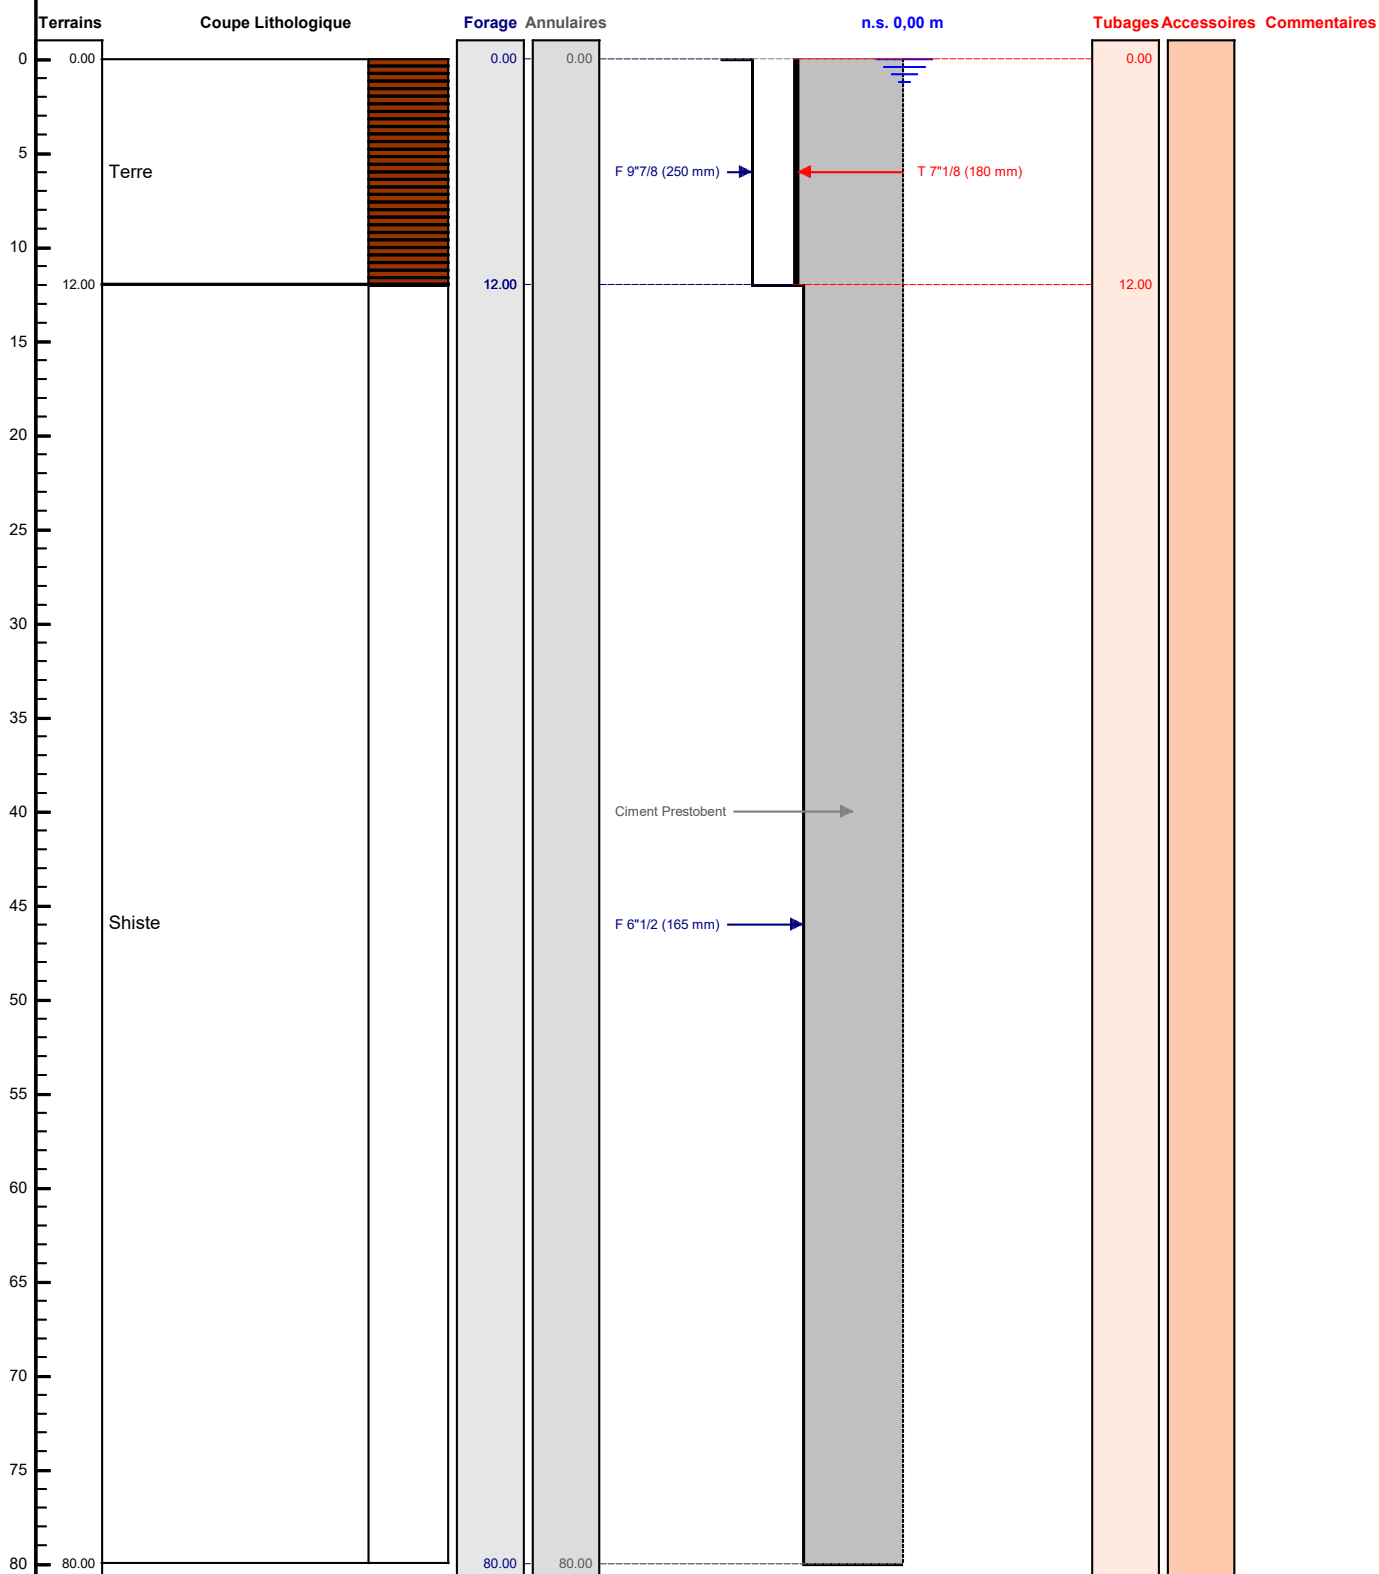 Terrains Coupe Lithologique Forage Annulaires n.s. 0,00 m Tubages Accessoires Commentaires
0 0.00 0.00 0.00 0.00
5
Terre F 9"7/8 (250 mm) T 7"1/8 (180 mm)
10
12.00 12.00 12.00
15
20
25
30
35
40 Ciment Prestobent
45
Shiste F 6"1/2 (165 mm)
50
55
60
65
70
75
80 80.00 80.00 80.00